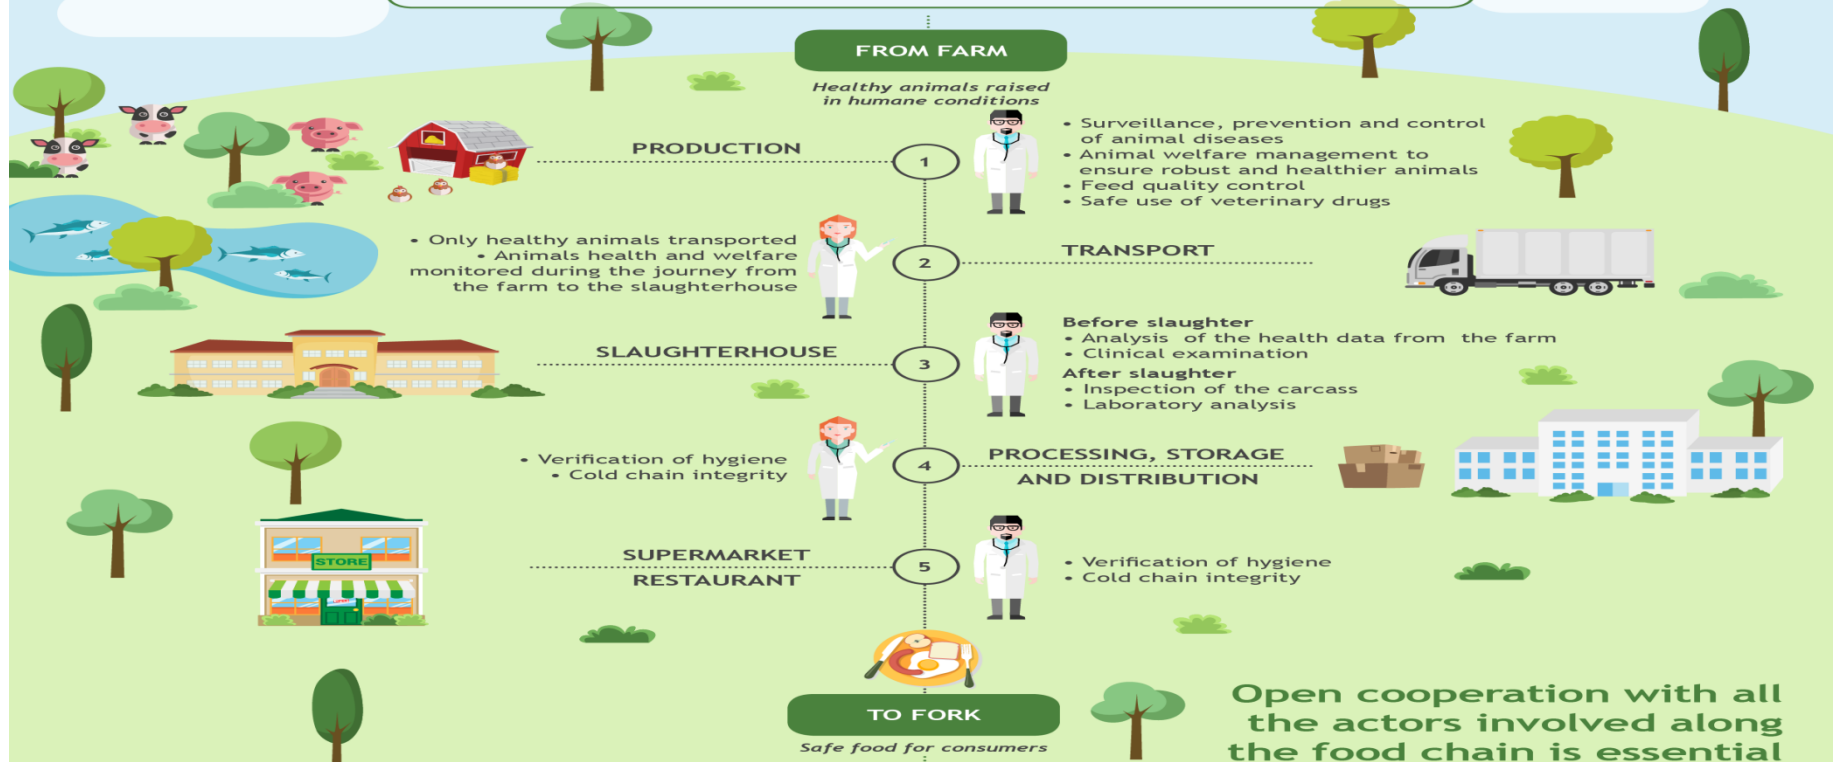 FROM FARM
Healthy animals raised
in humane conditions
PRODUCTION
1
• Surveillance, prevention and control
of animal diseases
• Animal welfare management to
ensure robust and healthier animals
• Feed quality control
• Safe use of veterinary drugs
• Only healthy animals transported
• Animals health and welfare
monitored during the journey from
the farm to the slaughterhouse
2
TRANSPORT
SLAUGHTERHOUSE
3
Before slaughter
• Analysis of the health data from the farm
• Clinical examination
After slaughter
• Inspection of the carcass
• Laboratory analysis
• Verification of hygiene
• Cold chain integrity
4
PROCESSING, STORAGE
AND DISTRIBUTION
STORE
SUPERMARKET
RESTAURANT
5
• Verification of hygiene
• Cold chain integrity
TO FORK
Safe food for consumers
Open cooperation with all
the actors involved along
the food chain is essential